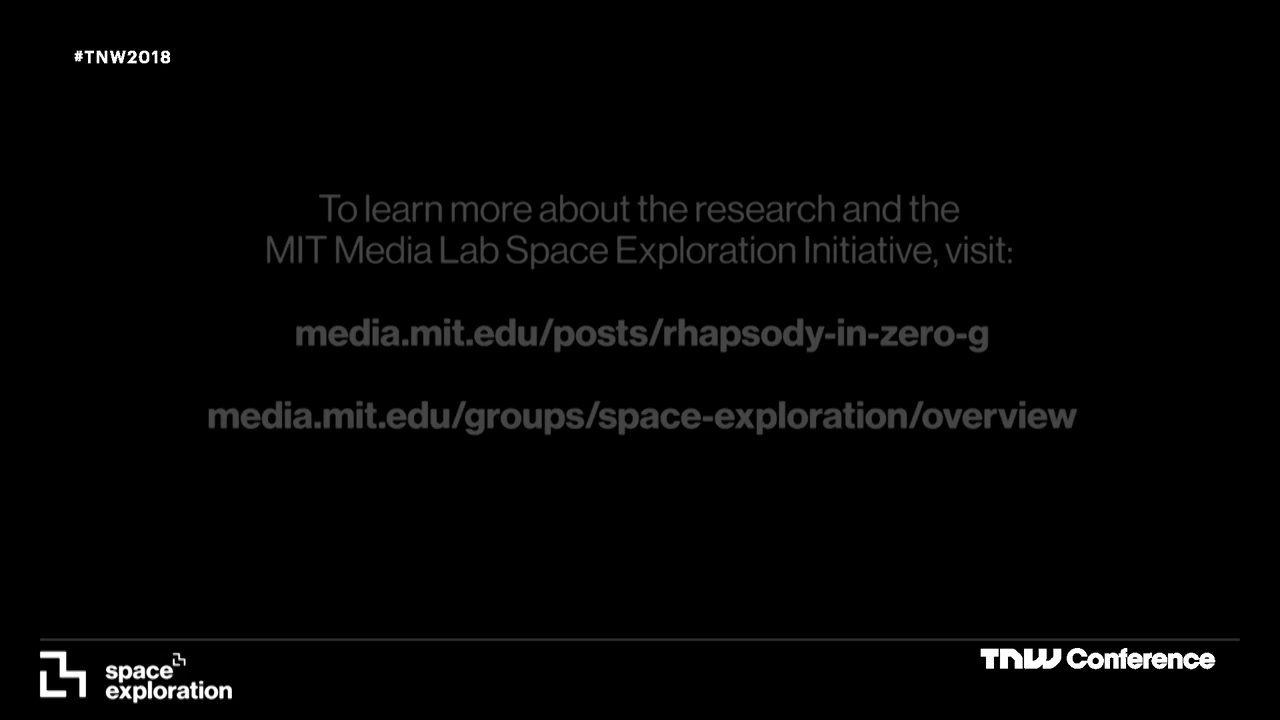 #TNW2018
To learn more about the research and the
MIT Media Lab Space Exploration Initiative, visit:
media.mit.edu/posts/rhapsody-in-zero-g
media.mit.edu/groups/space-exploration/overview
space
exploration
TNW Conference